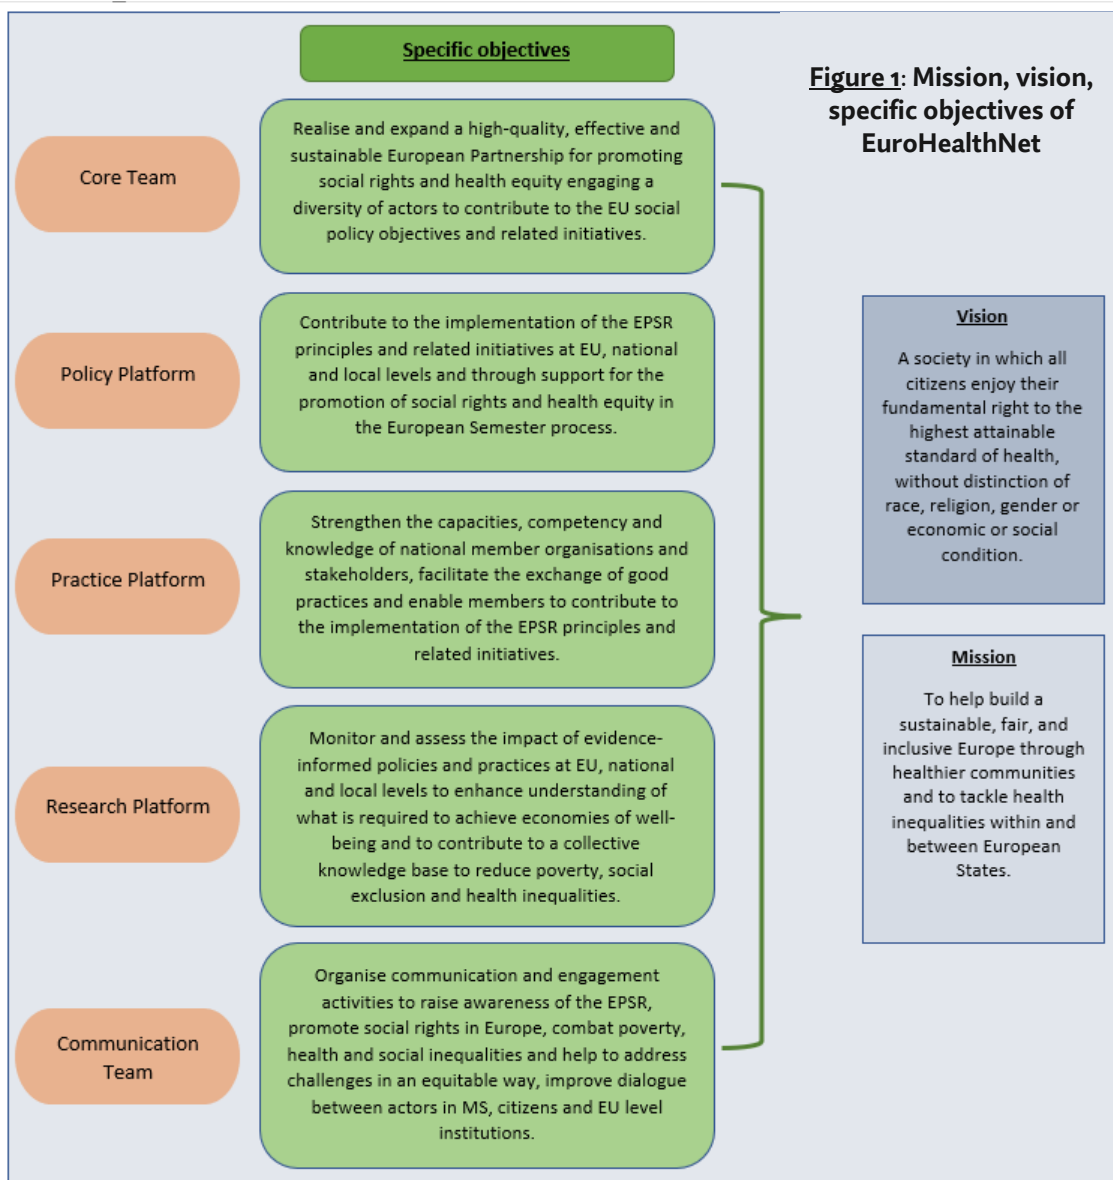 Specific objectives
Figure 1: Mission, vision,
specific objectives of
EuroHealthNet
Core Team
Realise and expand a high-quality, effective and
sustainable European Partnership for promoting
social rights and health equity engaging a
diversity of actors to contribute to the EU social
policy objectives and related initiatives.
Policy Platform
Contribute to the implementation of the EPSR
principles and related initiatives at EU, national
and local levels and through support for the
promotion of social rights and health equity in
the European Semester process.
Practice Platform
Strengthen the capacities, competency and
knowledge of national member organisations and
stakeholders, facilitate the exchange of good
practices and enable members to contribute to
the implementation of the EPSR principles and
related initiatives.
Research Platform
Monitor and assess the impact of evidence-
informed policies and practices at EU, national
and local levels to enhance understanding of
what is required to achieve economies of well-
being and to contribute to a collective
knowledge base to reduce poverty, social
exclusion and health inequalities.
Communication
Team
Organise communication and engagement
activities to raise awareness of the EPSR,
promote social rights in Europe, combat poverty,
health and social inequalities and help to address
challenges in an equitable way, improve dialogue
between actors in MS, citizens and EU level
institutions.
Vision
A society in which all
citizens enjoy their
fundamental right to the
highest attainable
standard of health,
without distinction of
race, religion, gender or
economic or social
condition.
Mission
To help build a
sustainable, fair, and
inclusive Europe through
healthier communities
and to tackle health
inequalities within and
between European
States.